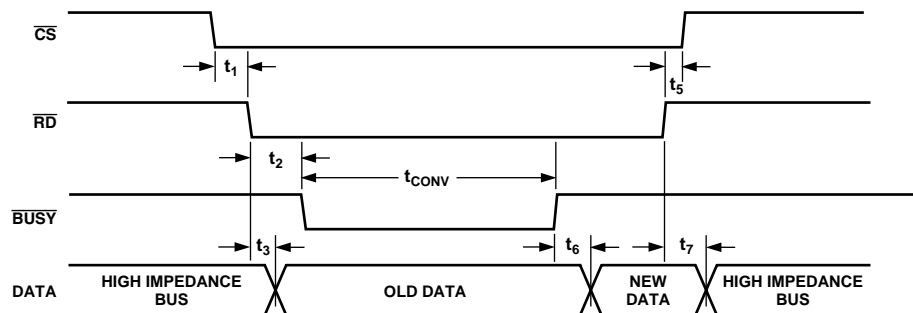 CS
t1
t5
RD
t2
tCONV
BUSY
t3
t6
t7
DATA
HIGH IMPEDANCE
BUS
OLD DATA
NEW
DATA
HIGH IMPEDANCE
BUS